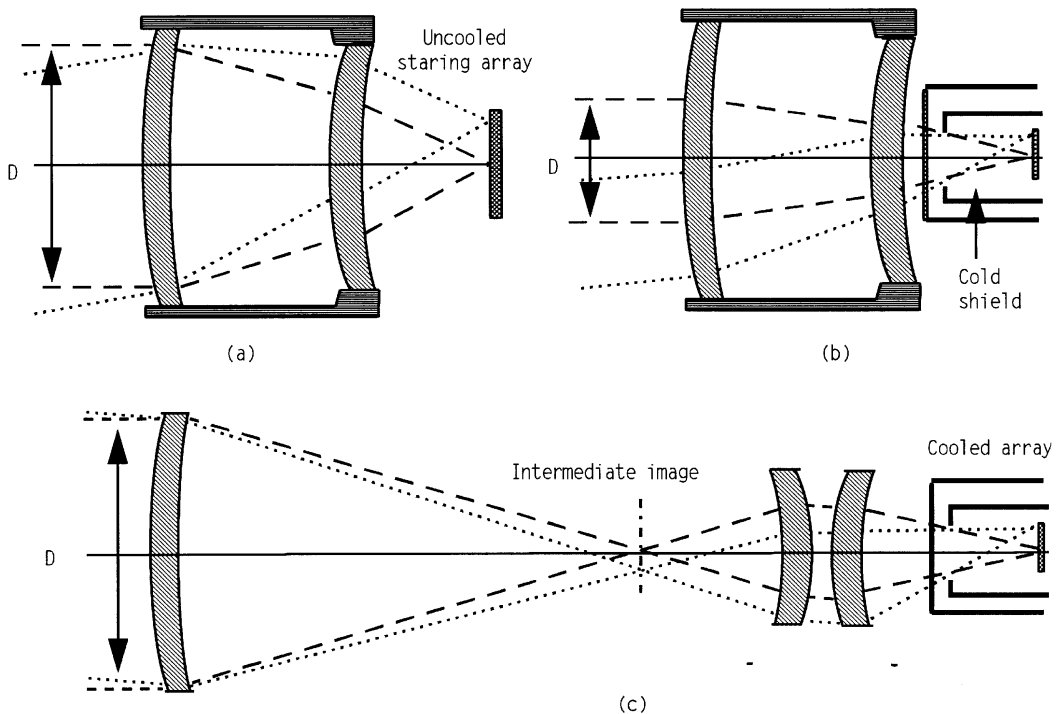 Uncooled
staring array
D
(a)
D
Cold
shield
(b)
Intermediate image
Cooled array
D
(c)